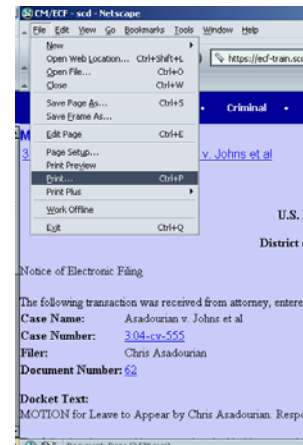 CM/ECF - scd - Netscape
File Edit View Go Bookmarks Tools Window Help
New
Open Web Location... Ctrl+Shift+L
Open File... Ctrl+O
Close Ctrl+W
https://ecf-train.sc
Save Page As... Ctrl+S
Save Frame As...
Criminal •
Edit Page Ctrl+E
Page Setup...
Print Preview
v. Johns et al
Print... Ctrl+P
Print Plus
Work Offline
Exit Ctrl+Q
U.S.
District
Notice of Electronic Filing
The following transaction was received from attorney, entere
Case Name: Asadourian v. Johns et al
Case Number: 3:04-cv-555
Filer: Chris Asadourian
Document Number: 62
Docket Text:
MOTION for Leave to Appear by Chris Asadourian. Resp